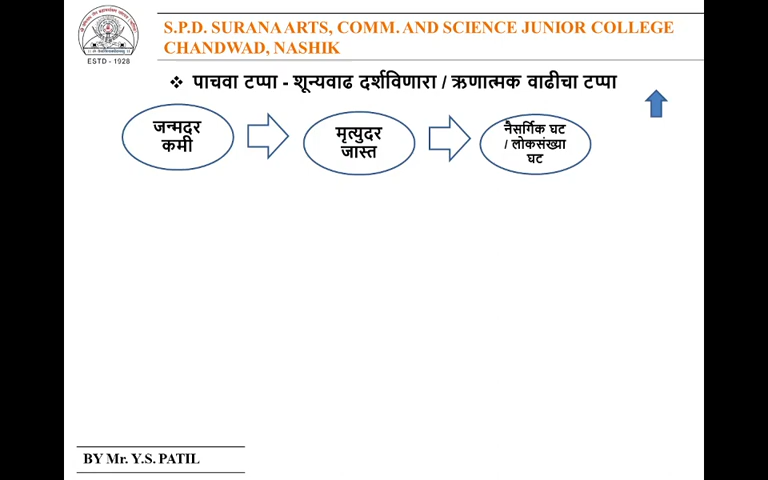 S.P.D. SURANA ARTS, COMM. AND SCIENCE JUNIOR COLLEGE
CHANDWAD, NASHIK
ESTD - 1928
❖ पाचवा टप्पा - शून्यवाढ दर्शविणारा / ऋणात्मक वाढीचा टप्पा
जन्मदर
कमी
मृत्युदर
जास्त
नैसर्गिक घट
/ लोकसंख्या
घट
BY Mr. Y.S. PATIL